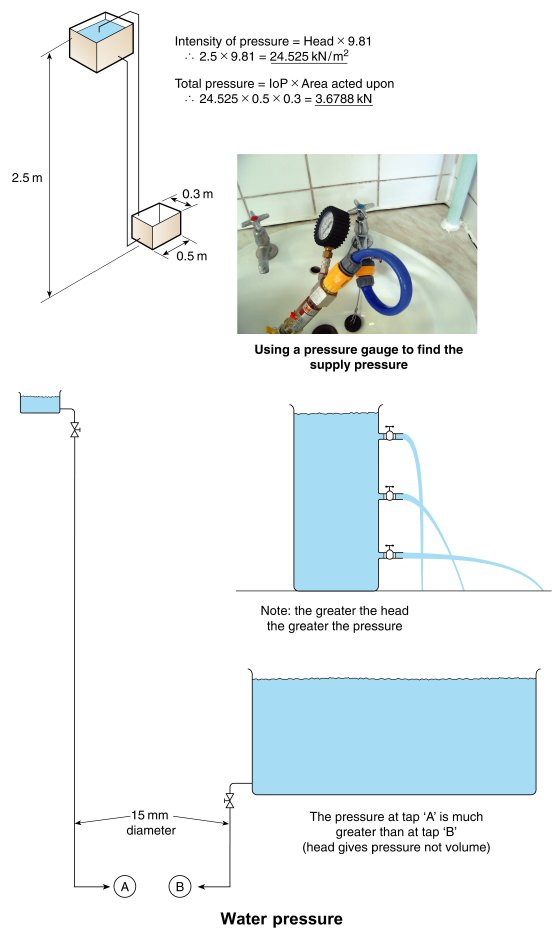 Intensity of pressure = Head × 9.81
∴ 2.5 × 9.81 = 24.525 kN/m²
Total pressure = IoP × Area acted upon
∴ 24.525 × 0.5 × 0.3 = 3.6788 kN
2.5 m
0.3 m
0.5 m
Using a pressure gauge to find the
supply pressure
Note: the greater the head
the greater the pressure
15 mm
diameter
The pressure at tap ‘A’ is much
greater than at tap ‘B’
(head gives pressure not volume)
A
B
Water pressure